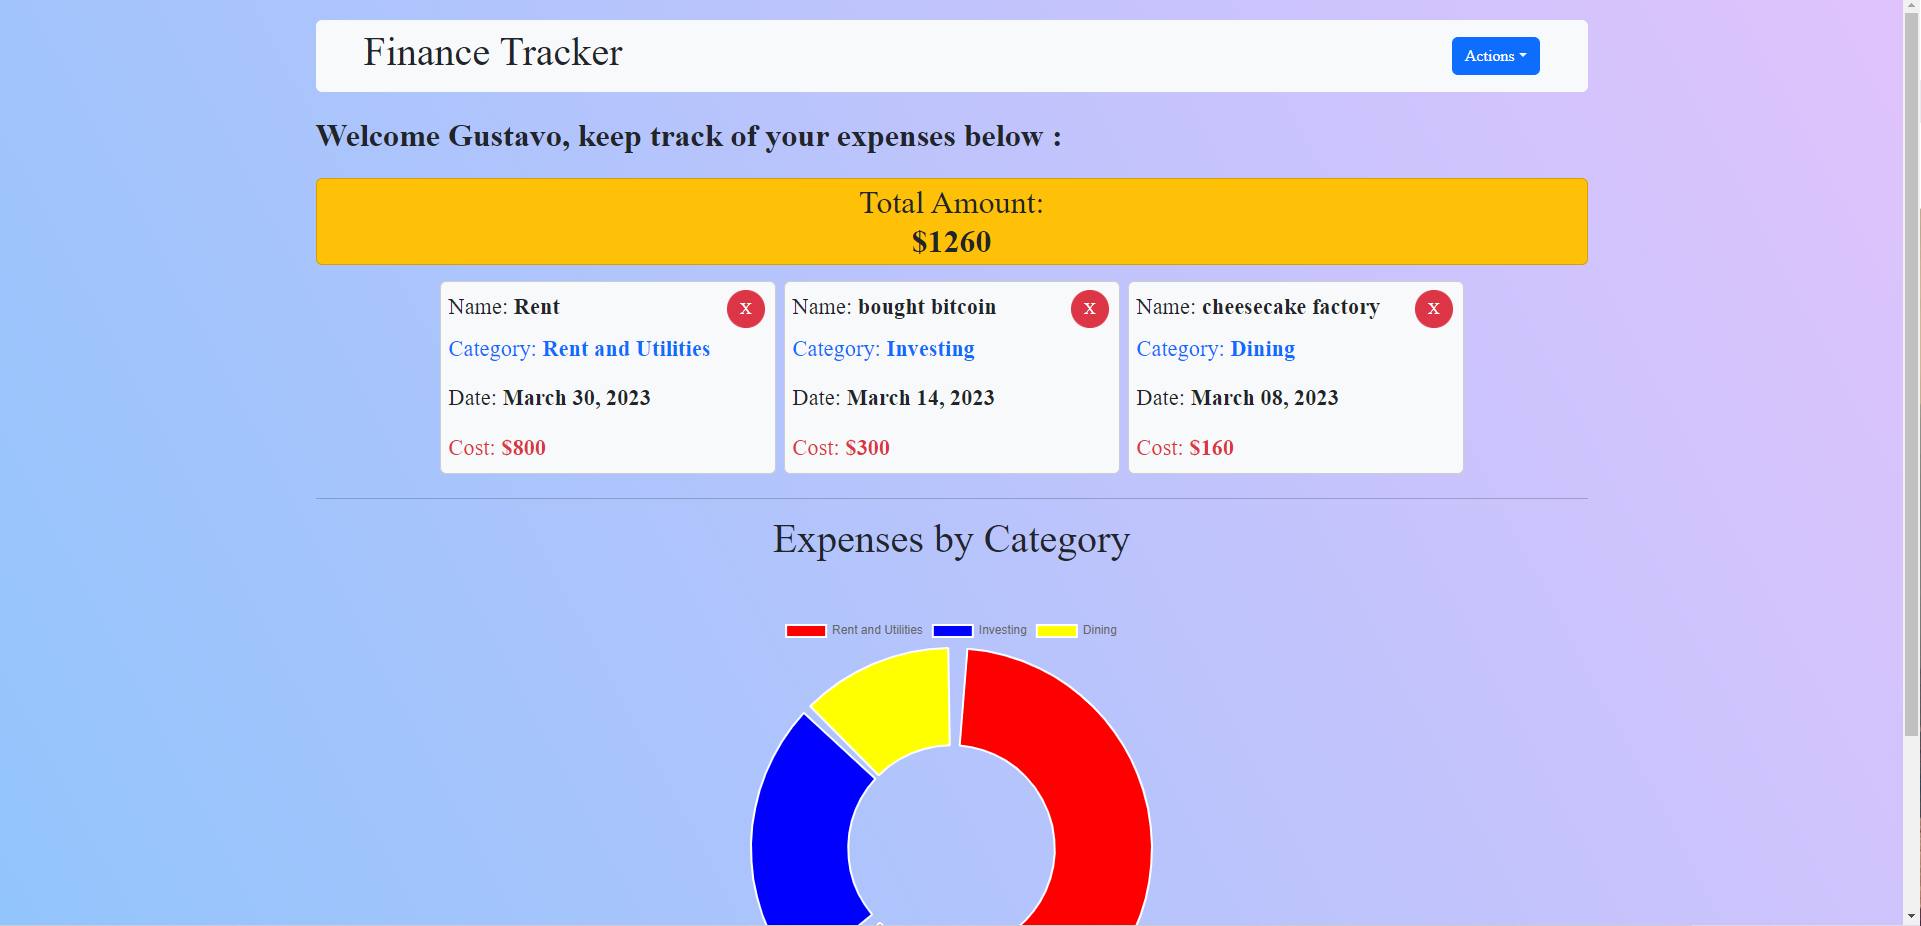 Finance Tracker
Actions
Welcome Gustavo, keep track of your expenses below :
Total Amount:
$1260
Name: Rent
X
Category: Rent and Utilities
Date: March 30, 2023
Cost: $800
Name: bought bitcoin
X
Category: Investing
Date: March 14, 2023
Cost: $300
Name: cheesecake factory
X
Category: Dining
Date: March 08, 2023
Cost: $160
Expenses by Category
Rent and Utilities Investing Dining